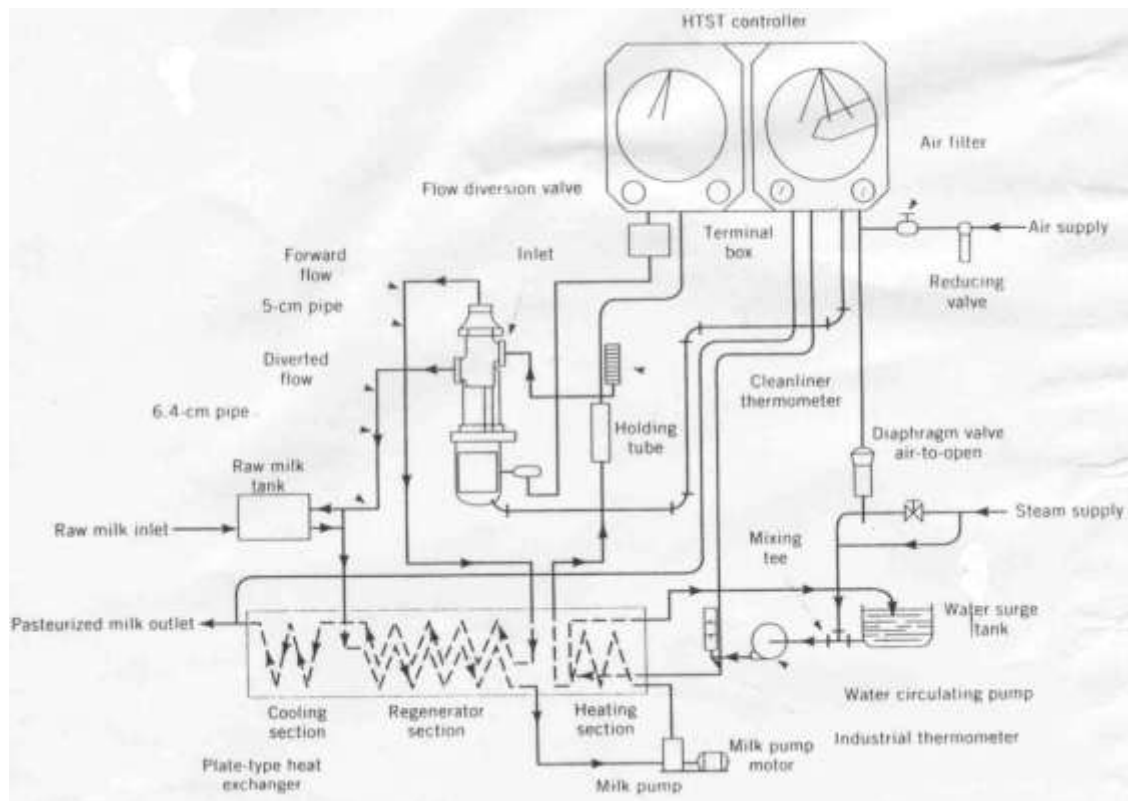 HTST controller
Air filter
Flow diversion valve
Terminal
box
Air supply
Forward
flow
Inlet
Reducing
valve
5-cm pipe
Diverted
flow
Cleanliner
thermometer
6.4-cm pipe
Holding
tube
Diaphragm valve
air-to-open
Raw milk
tank
Raw milk inlet
Steam supply
Mixing
tee
Pasteurized milk outlet
Water surge
tank
Cooling
section
Regenerator
section
Heating
section
Water circulating pump
Industrial thermometer
Plate-type heat
exchanger
Milk pump
Milk pump
motor